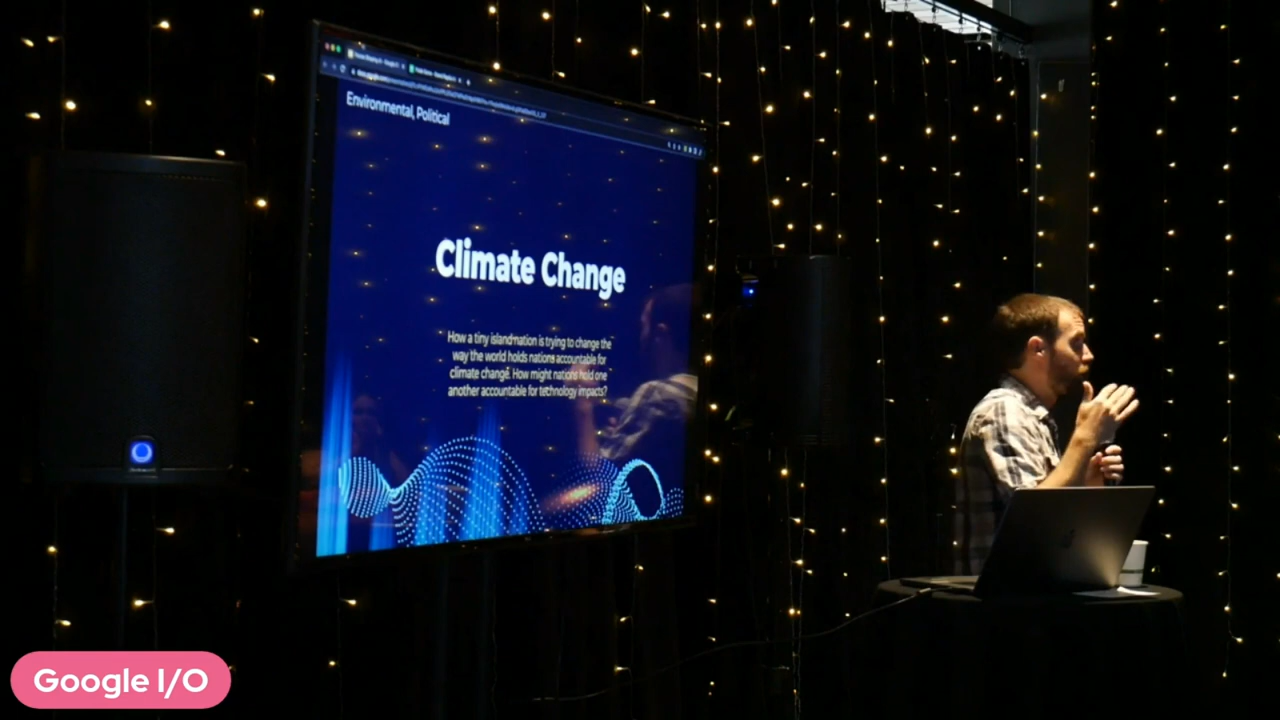 Environmental, Political
Climate Change
How a tiny island nation is trying to change the
way the world holds nations accountable for
climate change. How might nations hold one
another accountable for technology impacts?
Google I/O